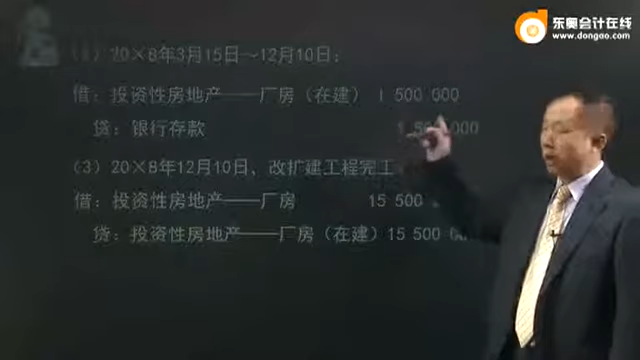 东奥会计在线
www.dongao.com
20×8年3月15日～12月10日：
借：投资性房地产——厂房（在建） 1 500 000
贷：银行存款
（3）20×8年12月10日、改扩建工程完工
借：投资性房地产——厂房 15 500
贷：投资性房地产——厂房（在建）15 500